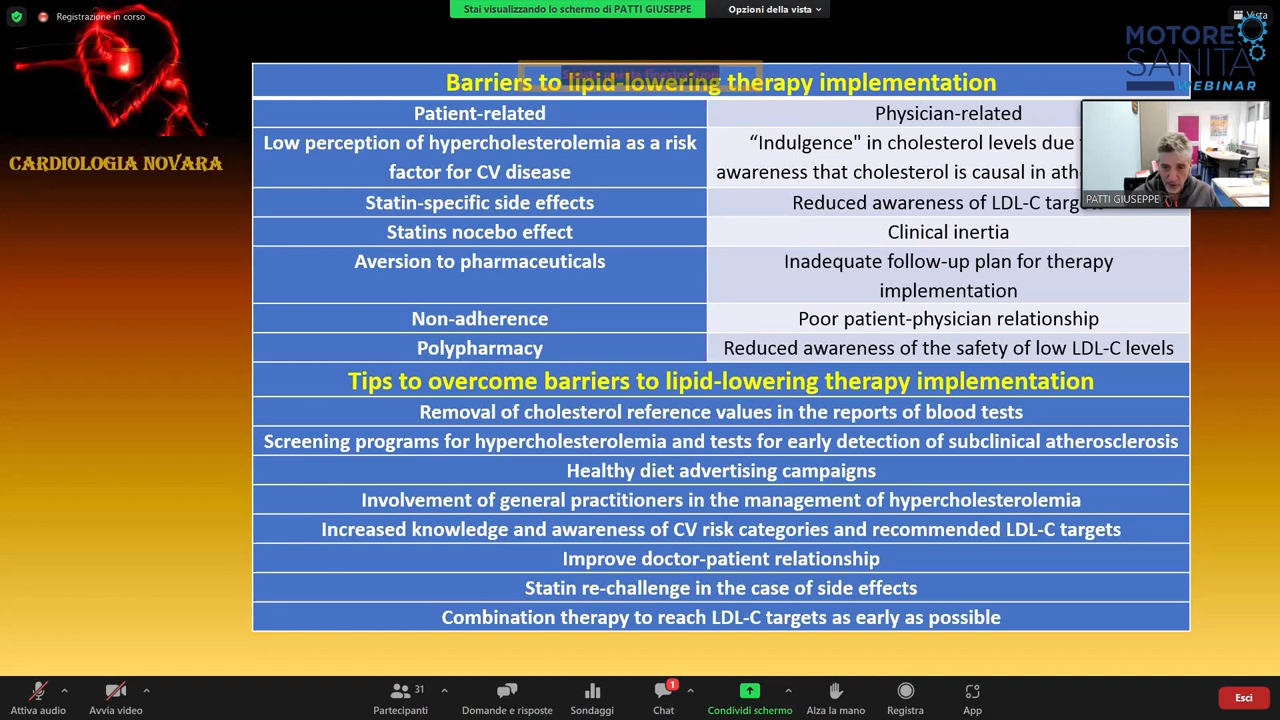 Registrazione in corso
Stai visualizzando lo schermo di PATTI GIUSEPPE
Opzioni della vista
Vista
MOTORE
SANITÀ
WEBINAR
CARDIOLOGIA NOVARA
PATTI GIUSEPPE
Barriers to lipid-lowering therapy implementation
Patient-related
Physician-related
Low perception of hypercholesterolemia as a risk
factor for CV disease
“Indulgence" in cholesterol levels due
awareness that cholesterol is causal in
Statin-specific side effects
Reduced awareness of LDL-C
Statins nocebo effect
Clinical inertia
Aversion to pharmaceuticals
Inadequate follow-up plan for therapy
implementation
Non-adherence
Poor patient-physician relationship
Polypharmacy
Reduced awareness of the safety of low LDL-C levels
Tips to overcome barriers to lipid-lowering therapy implementation
Removal of cholesterol reference values in the reports of blood tests
Screening programs for hypercholesterolemia and tests for early detection of subclinical atherosclerosis
Healthy diet advertising campaigns
Involvement of general practitioners in the management of hypercholesterolemia
Increased knowledge and awareness of CV risk categories and recommended LDL-C targets
Improve doctor-patient relationship
Statin re-challenge in the case of side effects
Combination therapy to reach LDL-C targets as early as possible
Attiva audio
Avvia video
31
Partecipanti
Domande e risposte
Sondaggi
1
Chat
Condividi schermo
Alza la mano
Registra
App
Esci